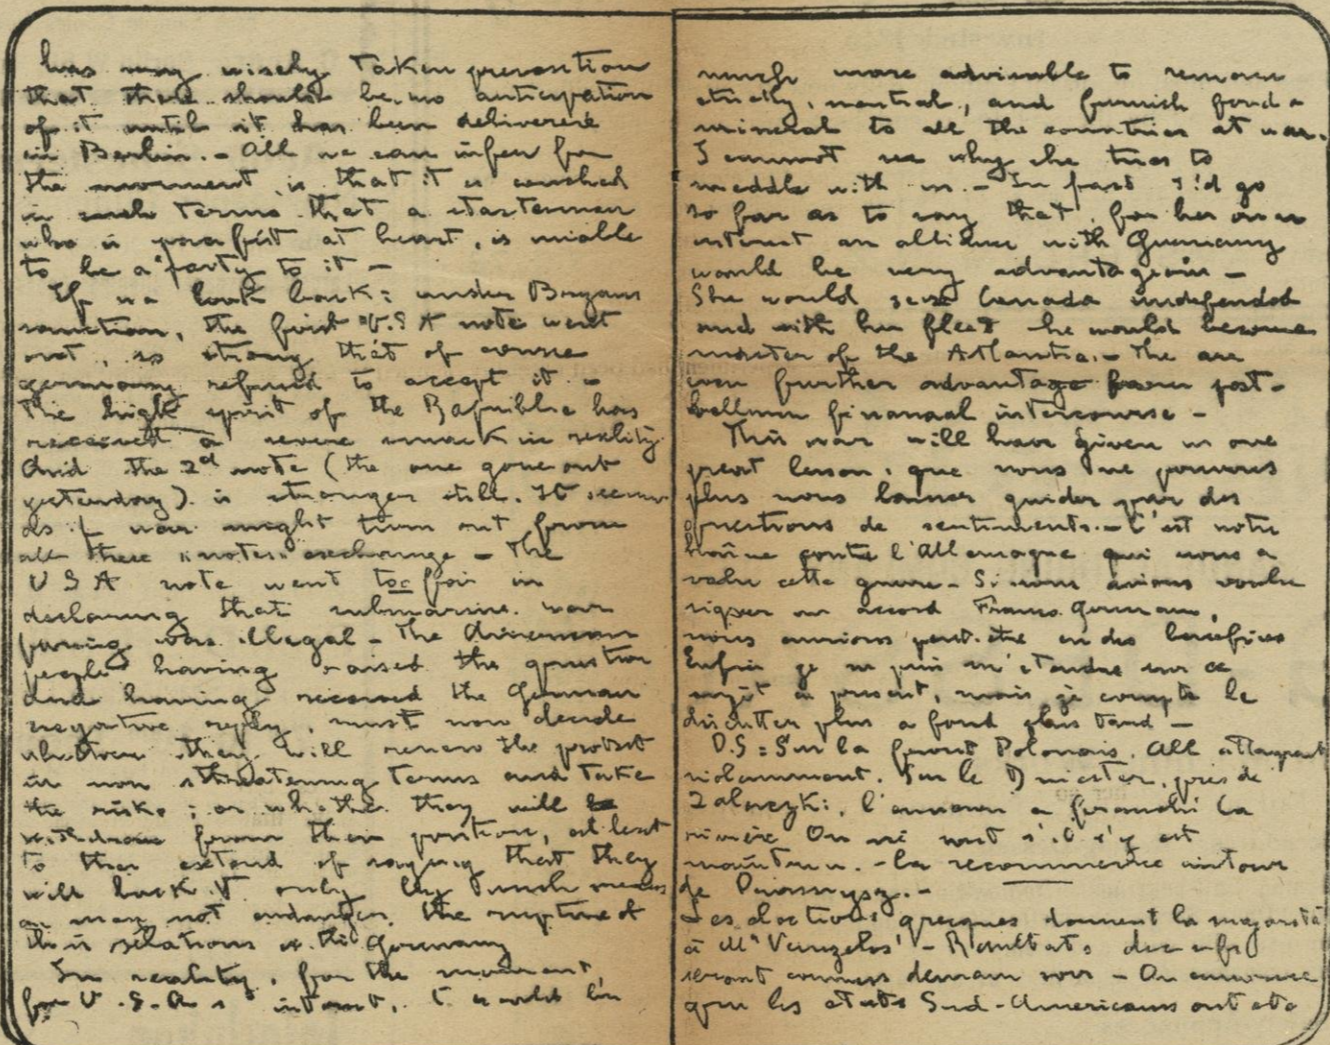 has very wisely taken precaution
that there should be no anticipation
of it until it has been delivered
in Berlin. - All we can infer for
the moment is that it is couched
in such terms that a statesman
who is pacifist at heart, is unable
to be a party to it -
If we look back: under Bryan's
sanction, the first U.S A note went
out, so strong that of course
germany refused to accept it. -
The high spirit of the Republic has
received a severe smack in reality.
And the 2d note (the one gone out
yesterday) is stronger still. It seems
as if war might turn out from
all these "notes" exchange - The
U S A note went too far in
declaring that submarine war
faring was illegal - The American
people having raised the question
and having received the German
negative reply, must now decide
whether they will renew the protest
in non threatening terms and take
the risks ; or whether they will
withdraw from their position, at least
to the extend of saying that they
will back it only by such means
as may not endanger the rupture of
their relations with Germany
In reality, for the moment,
for U.S.A's interest, it would be
much more advisable to remain
strictly neutral, and furnish food &
mineral to all the countries at war.
I cannot see why she tries to
meddle with us. - In fact I'd go
so far as to say that, for her own
interest an alliance with Germany
would be very advantageous -
She would seize Canada undefended
and with her fleet she would become
master of the Atlantic. - The are
even further advantage from post-
bellum financial intercourse -
This war will have given us one
great lesson: que nous ne pouvons
plus nous laisser guider par des
questions de sentiments. - C'est notre
haine contre l'Allemagne qui nous a
valu cette guerre - Si nous avions voulu
signer un accord Franco German,
nous aurions peut-être eu des bénéfices
Enfin je ne puis m'étendre sur ce
sujet à présent, mais je compte le
discuter plus a fond plus tard -
O.S : Sur la front Polonais. All attaquent
violamment. Sur le Dniester, près de
Zalesczyki, l'ennemi a franchi la
rivière On ne sait s'il s'y est
maintenu. - Ça recommence autour
de Prasnysz. -
Les élections grecques donnent la majorité
à Mr Venizelos - Résultats
seront connus demain soir - On annonce
que les états Sud-Americains ont été